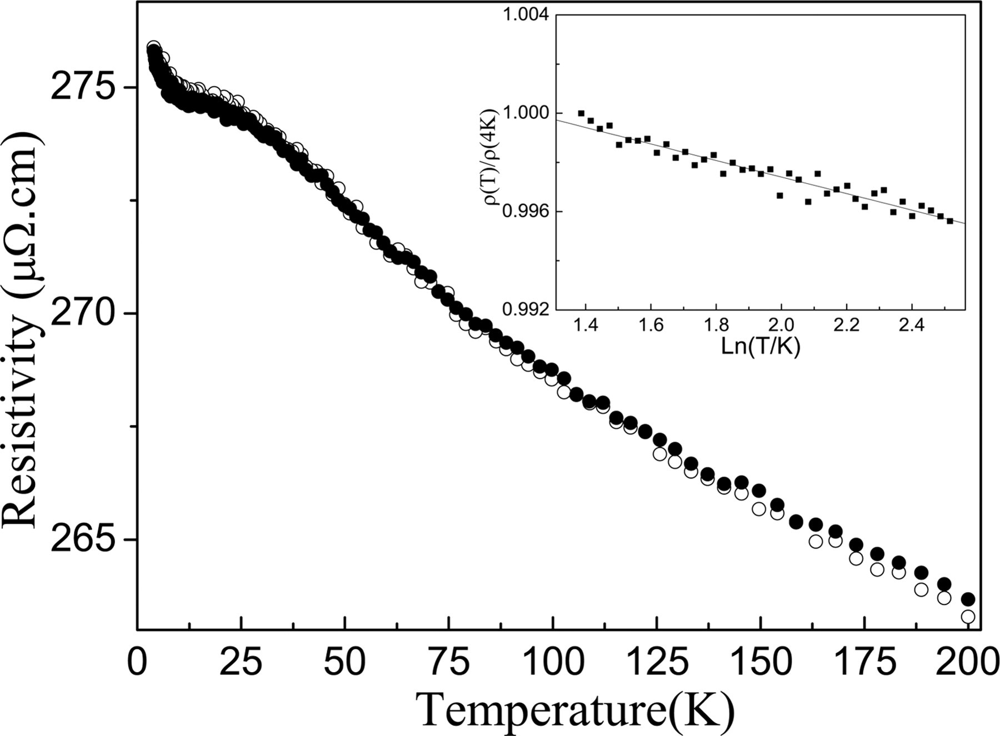 1.004
1.000
0.996
0.992
ρ(T)/ρ(4K)
1.4 1.6 1.8 2.0 2.2 2.4
Ln(T/K)
275
270
265
Resistivity (μΩ.cm)
0 25 50 75 100 125 150 175 200
Temperature(K)